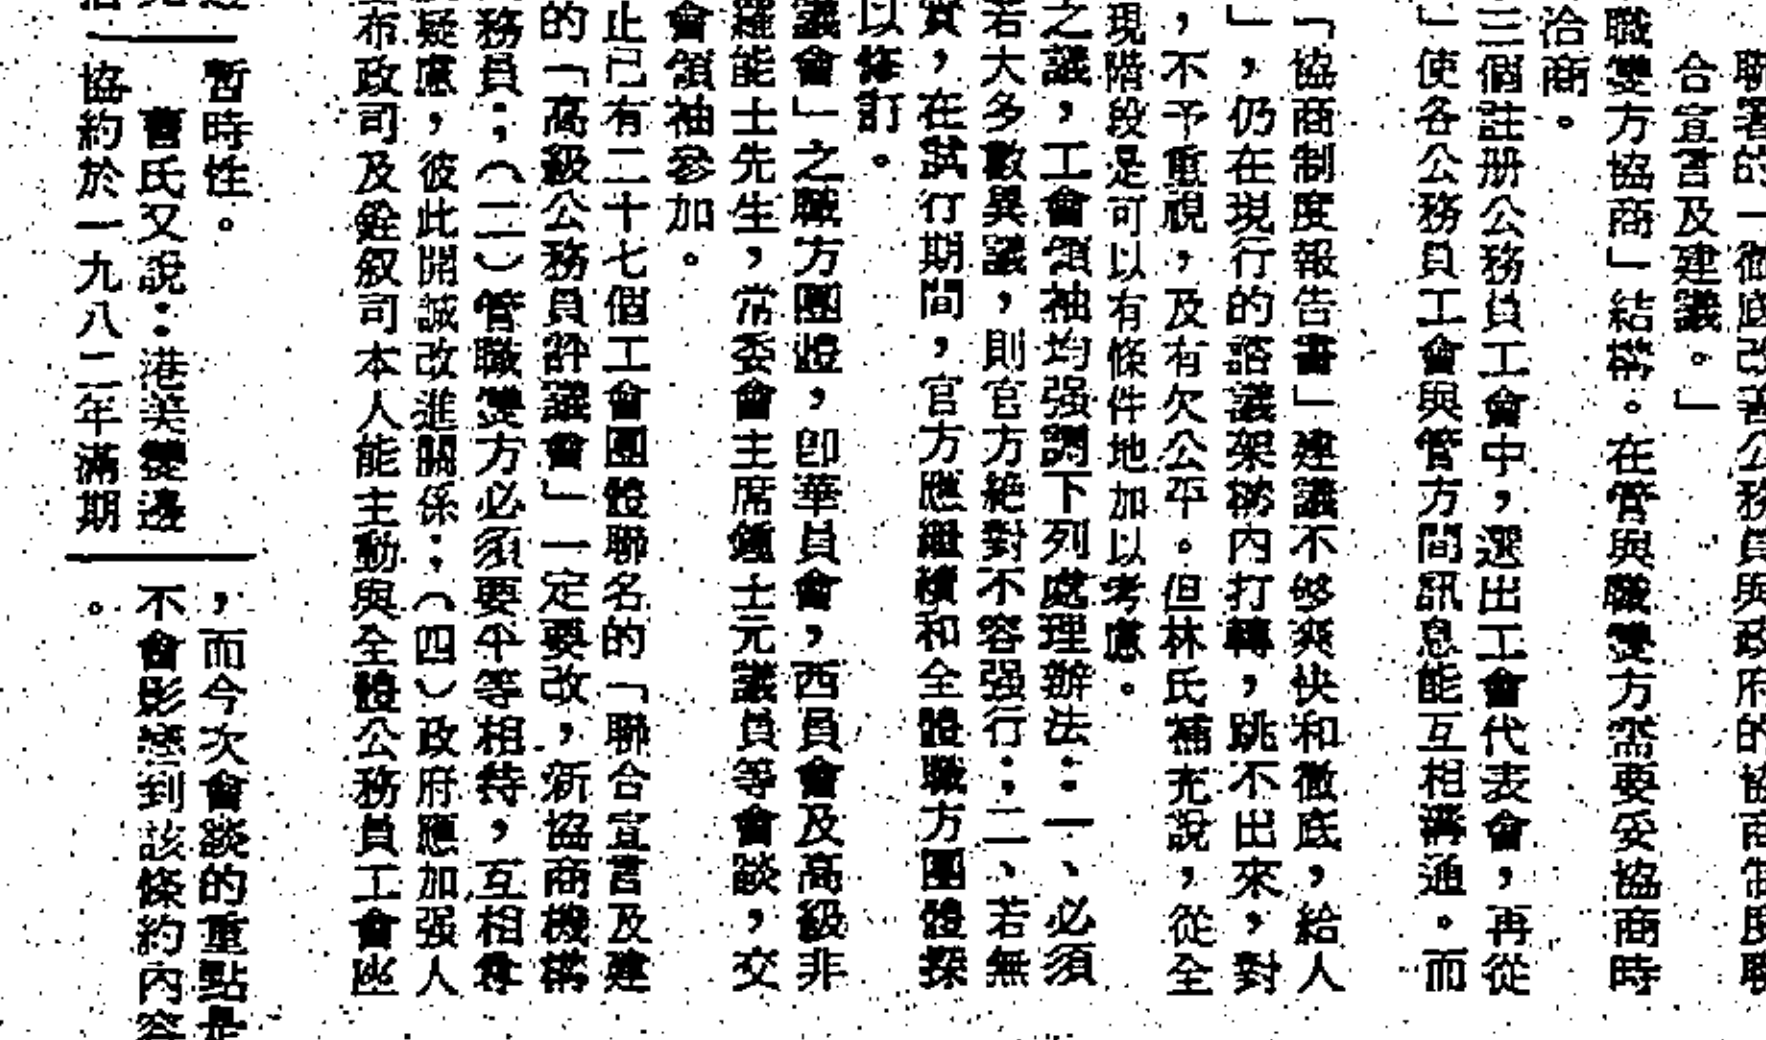 聯署的「徹底改善公務員與政府的協商制度聯
合宣言及建議。」
職雙方協商」結構。在管與職雙方需要妥協商時
洽商。
三個註册公務員工會中，選出工會代表會，再從
」使各公務員工會與管方間訊息能互相溝通。而
「協商制度報告書」建議不够爽快和徹底，給人
」，仍在現行的諮議架構內打轉，跳不出來，對
，不予重視，及有欠公平。但林氏補充說，從全
現階段是可以有條件地加以考慮。
之議，工會領袖均强調下列處理辦法：一、必須
若大多數異議，則官方絶對不容强行；二、若無
實，在試行期間，官方應繼續和全體職方團體探
以修訂。
議會」之職方團體，即華員會，西員會及高級非
羅能士先生，常委會主席鍾士元議員等會談，交
會領袖參加。
止已有二十七個工會團體聯名的「聯合宣言及建
的「高級公務員評議會」一定要改，新協商機構
務員；（二）管職雙方必須要平等相待，互相尊
疑慮，彼此開誠改進關係；（四）政府應加强人
布政司及銓叙司本人能主動與全體公務員工會座
暫時性。
曹氏又說：港美雙邊
協約於一九八二年滿期
，而今次會談的重點是
不會影響到該條約內容
。